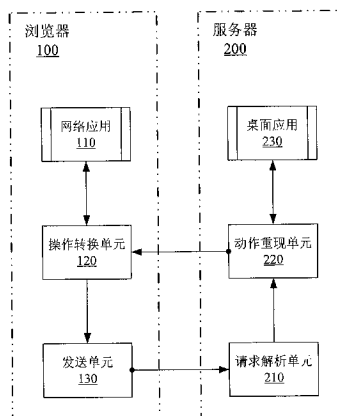 浏览器
100
服务器
200
网络应用
110
桌面应用
230
操作转换单元
120
动作重现单元
220
发送单元
130
请求解析单元
210